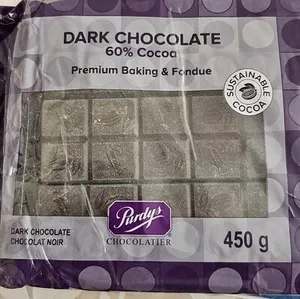 DARK CHOCOLATE
60% Cocoa
Premium Baking & Fondue
SUSTAINABLE
COCOA
DARK CHOCOLATE
CHOCOLAT NOIR
Purdys
CHOCOLATIER
450 g